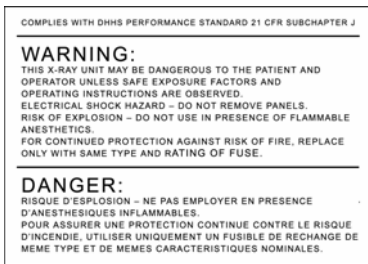 COMPLIES WITH DHHS PERFORMANCE STANDARD 21 CFR SUBCHAPTER J
WARNING:
THIS X-RAY UNIT MAY BE DANGEROUS TO THE PATIENT AND
OPERATOR UNLESS SAFE EXPOSURE FACTORS AND
OPERATING INSTRUCTIONS ARE OBSERVED.
ELECTRICAL SHOCK HAZARD – DO NOT REMOVE PANELS.
RISK OF EXPLOSION – DO NOT USE IN PRESENCE OF FLAMMABLE
ANESTHETICS.
FOR CONTINUED PROTECTION AGAINST RISK OF FIRE, REPLACE
ONLY WITH SAME TYPE AND RATING OF FUSE.
DANGER:
RISQUE D'ESPLOSION – NE PAS EMPLOYER EN PRESENCE
D'ANESTHESIQUES INFLAMMABLES.
POUR ASSURER UNE PROTECTION CONTINUE CONTRE LE RISQUE
D'INCENDIE, UTILISER UNIQUEMENT UN FUSIBLE DE RECHANGE DE
MEME TYPE ET DE MEMES CARACTERISTIQUES NOMINALES.